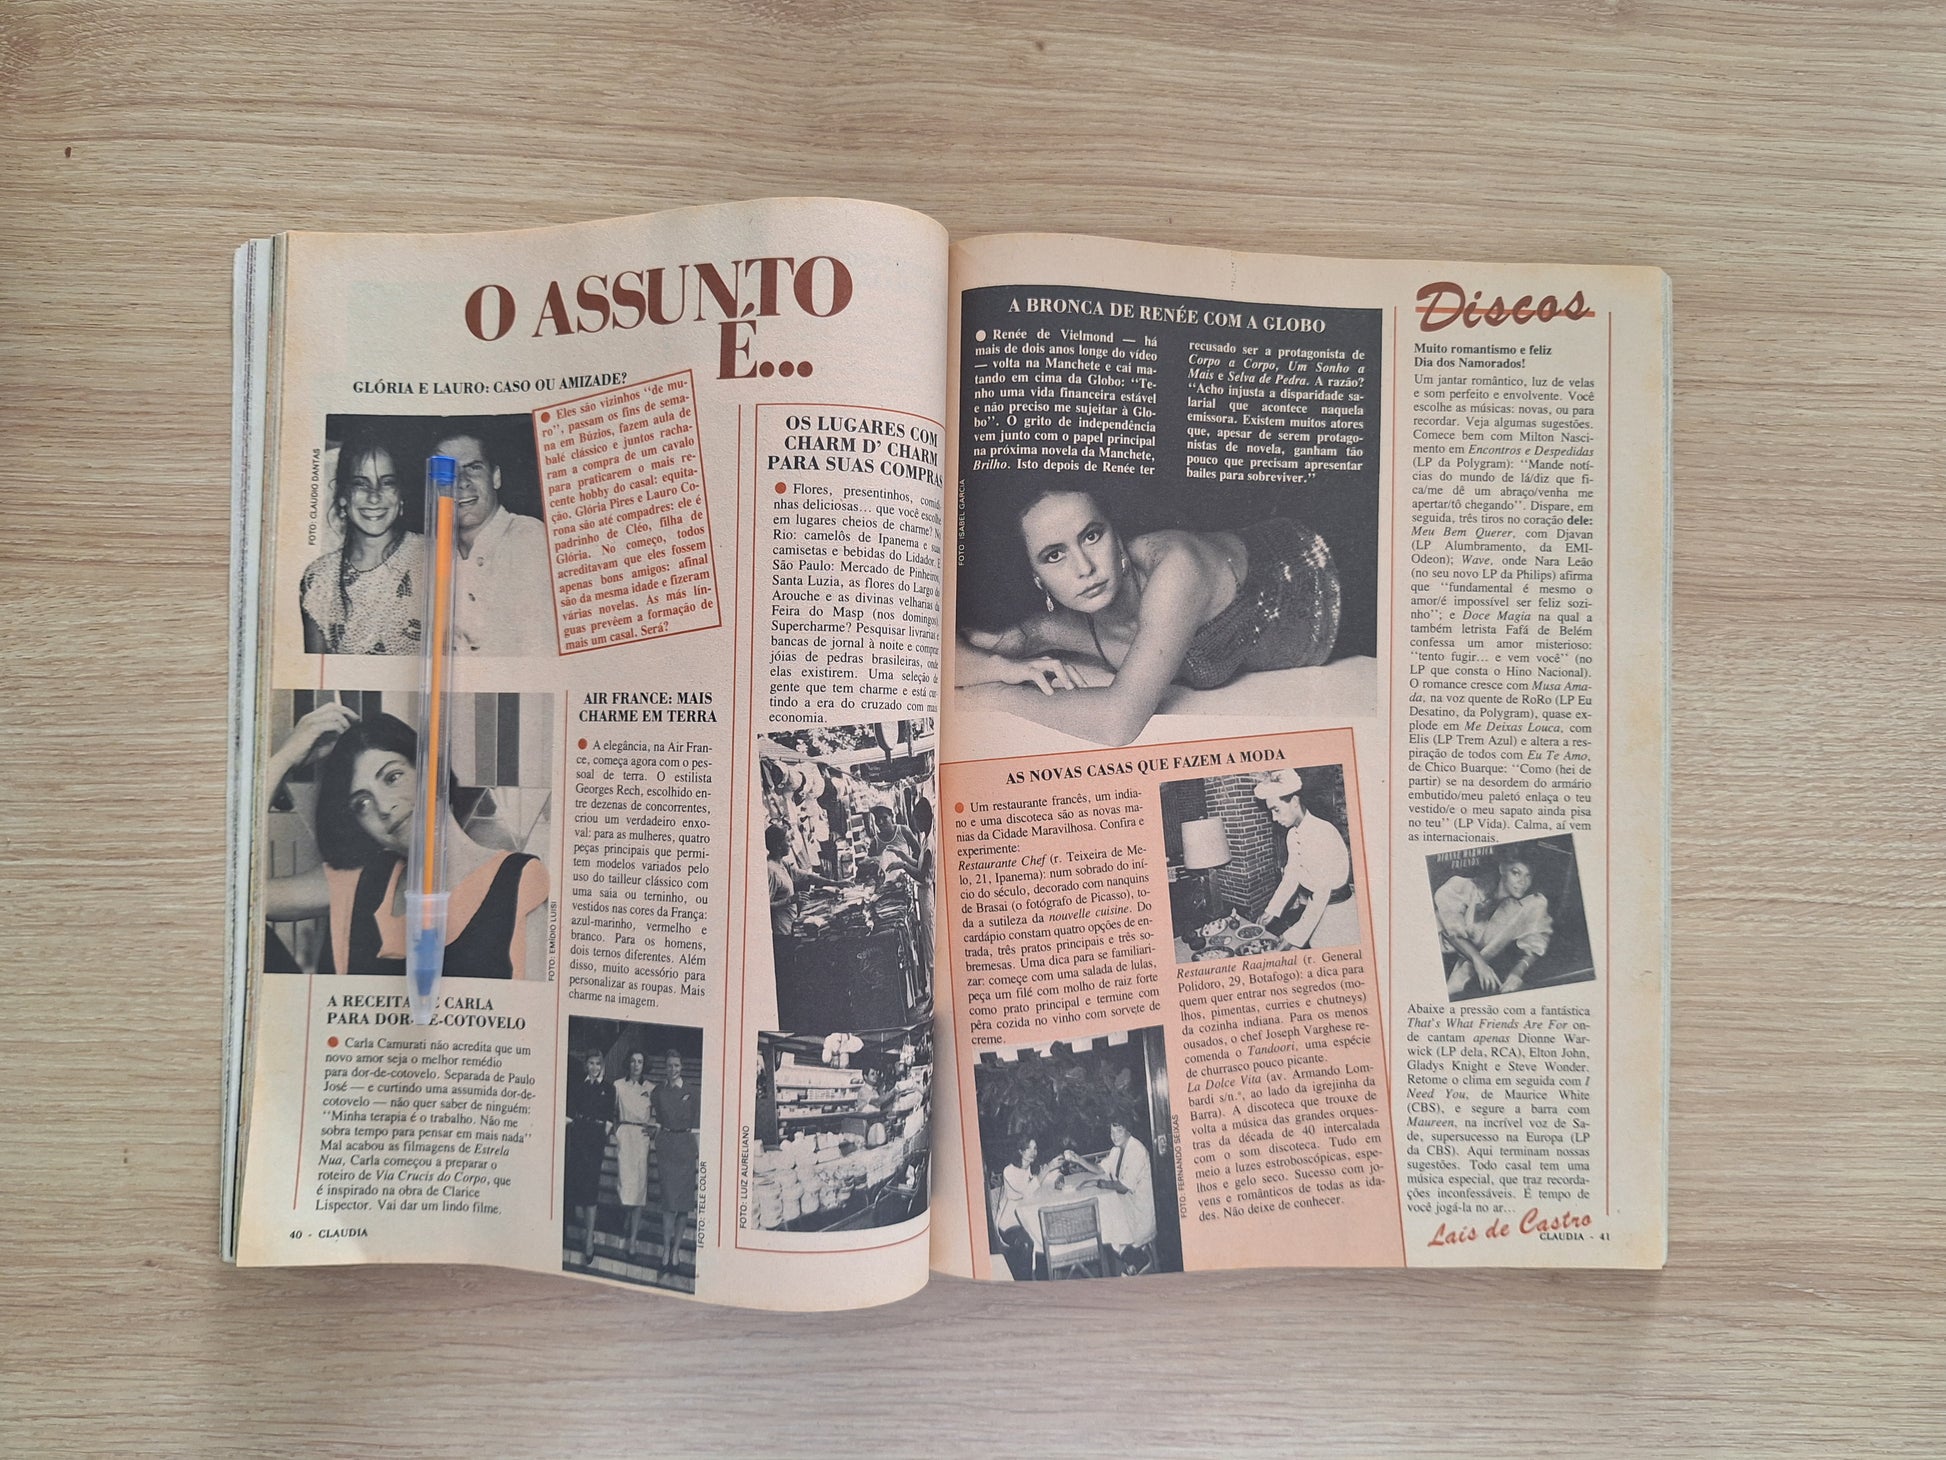 O ASSUNTO
É...
GLÓRIA E LAURO: CASO OU AMIZADE?
FOTO: CLAUDIO DANTAS
Eles são vizinhos "de mu-
ro", passam os fins de sema-
na em Búzios, fazem aula de
balé clássico e juntos racha-
ram a compra de um cavalo
para praticarem o mais re-
cente hobby do casal: equita-
ção. Glória Pires e Lauro Co-
rona são até compadres: ele é
padrinho de Cléo, filha de
Glória. No começo, todos
acreditavam que eles fossem
apenas bons amigos: afinal
são da mesma idade e fizeram
várias novelas. As más lín-
guas prevêem a formação de
mais um casal. Será?
FOTO: EMÍDIO LUISI
A RECEITA CARLA
PARA DOR- E-COTOVELO
Carla Camurati não acredita que um
novo amor seja o melhor remédio
para dor-de-cotovelo. Separada de Paulo
José — e curtindo uma assumida dor-de-
cotovelo — não quer saber de ninguém:
"Minha terapia é o trabalho. Não me
sobra tempo para pensar em mais nada"
Mal acabou as filmagens de Estrela
Nua, Carla começou a preparar o
roteiro de Via Crucis do Corpo, que
é inspirado na obra de Clarice
Lispector. Vai dar um lindo filme.
40 - CLAUDIA
AIR FRANCE: MAIS
CHARME EM TERRA
A elegância, na Air Fran-
ce, começa agora com o pes-
soal de terra. O estilista
Georges Rech, escolhido en-
tre dezenas de concorrentes,
criou um verdadeiro enxo-
val: para as mulheres, quatro
peças principais que permi-
tem modelos variados pelo
uso do tailleur clássico com
uma saia ou terninho, ou
vestidos nas cores da França:
azul-marinho, vermelho e
branco. Para os homens,
dois ternos diferentes. Além
disso, muito acessório para
personalizar as roupas. Mais
charme na imagem.
FOTO: TELE COLOR
OS LUGARES COM
CHARM D' CHARM
PARA SUAS COMPRAS
Flores, presentinhos, comidi
nhas deliciosas... que você escolhe
em lugares cheios de charme? No
Rio: camelôs de Ipanema e suas
camisetas e bebidas do Lidador. E
São Paulo: Mercado de Pinheiros,
Santa Luzia, as flores do Largo do
Arouche e as divinas velharias da
Feira do Masp (nos domingos).
Supercharme? Pesquisar livrarias e
bancas de jornal à noite e comprar
jóias de pedras brasileiras, onde
elas existirem. Uma seleção de
gente que tem charme e está cur-
tindo a era do cruzado com mais
economia.
FOTO: LUIZ AURELIANO
A BRONCA DE RENÉE COM A GLOBO
Renée de Vielmond — há
mais de dois anos longe do vídeo
— volta na Manchete e cai ma-
tando em cima da Globo: "Te-
nho uma vida financeira estável
e não preciso me sujeitar à Glo-
bo". O grito de independência
vem junto com o papel principal
na próxima novela da Manchete,
Brilho. Isto depois de Renée ter
recusado ser a protagonista de
Corpo a Corpo, Um Sonho a
Mais e Selva de Pedra. A razão?
"Acho injusta a disparidade sa-
larial que acontece naquela
emissora. Existem muitos atores
que, apesar de serem protago-
nistas de novela, ganham tão
pouco que precisam apresentar
bailes para sobreviver."
FOTO ISABEL GARCIA
AS NOVAS CASAS QUE FAZEM A MODA
Um restaurante francês, um india-
no e uma discoteca são as novas ma-
nias da Cidade Maravilhosa. Confira e
experimente:
Restaurante Chef (r. Teixeira de Me-
lo, 21, Ipanema): num sobrado do iní-
cio do século, decorado com nanquins
de Brasai (o fotógrafo de Picasso), to-
da a sutileza da nouvelle cuisine. Do
cardápio constam quatro opções de en-
trada, três pratos principais e três so-
bremesas. Uma dica para se familiari-
zar: começe com uma salada de lulas,
peça um filé com molho de raiz forte
como prato principal e termine com
pêra cozida no vinho com sorvete de
creme.
Restaurante Raajmahal (r. General
Polidoro, 29, Botafogo): a dica para
quem quer entrar nos segredos (mo-
lhos, pimentas, curries e chutneys)
da cozinha indiana. Para os menos
ousados, o chef Joseph Varghese re-
comenda o Tandoori, uma espécie
de churrasco pouco picante.
La Dolce Vita (av. Armando Lom-
bardi s/n.º, ao lado da igrejinha da
Barra). A discoteca que trouxe de
volta a música das grandes orques-
tras da década de 40 intercalada
com o som discoteca. Tudo em
meio a luzes estroboscópicas, espe-
lhos e gelo seco. Sucesso com jo-
vens e românticos de todas as ida-
des. Não deixe de conhecer.
FOTO: FERNANDO SEIXAS
Discos
Muito romantismo e feliz
Dia dos Namorados!
Um jantar romântico, luz de velas
e som perfeito e envolvente. Você
escolhe as músicas: novas, ou para
recordar. Veja algumas sugestões.
Comece bem com Milton Nasci-
mento em Encontros e Despedidas
(LP da Polygram): "Mande notí-
cias do mundo de lá/diz que fi-
ca/me dê um abraço/venha me
apertar/tô chegando". Dispare, em
seguida, três tiros no coração dele:
Meu Bem Querer, com Djavan
(LP Alumbramento, da EMI-
Odeon); Wave, onde Nara Leão
(no seu novo LP da Philips) afirma
que "fundamental é mesmo o
amor/é impossível ser feliz sozi-
nho"; e Doce Magia na qual a
também letrista Fafá de Belém
confessa um amor misterioso:
"tento fugir... e vem você" (no
LP que consta o Hino Nacional).
O romance cresce com Musa Ama-
da, na voz quente de RoRo (LP Eu
Desatino, da Polygram), quase ex-
plode em Me Deixas Louca, com
Elis (LP Trem Azul) e altera a res-
piração de todos com Eu Te Amo,
de Chico Buarque: "Como (hei de
partir) se na desordem do armário
embutido/meu paletó enlaça o teu
vestido/e o meu sapato ainda pisa
no teu" (LP Vida). Calma, aí vem
as internacionais.
DIONNE WARWICK
FRIENDS
Abaixe a pressão com a fantástica
That's What Friends Are For on-
de cantam apenas Dionne War-
wick (LP dela, RCA), Elton John,
Gladys Knight e Steve Wonder.
Retome o clima em seguida com I
Need You, de Maurice White
(CBS), e segure a barra com
Maureen, na incrível voz de Sa-
de, supersucesso na Europa (LP
da CBS). Aqui terminam nossas
sugestões. Todo casal tem uma
música especial, que traz recorda-
ções inconfessáveis. É tempo de
você jogá-la no ar...
Lais de Castro
CLAUDIA - 41